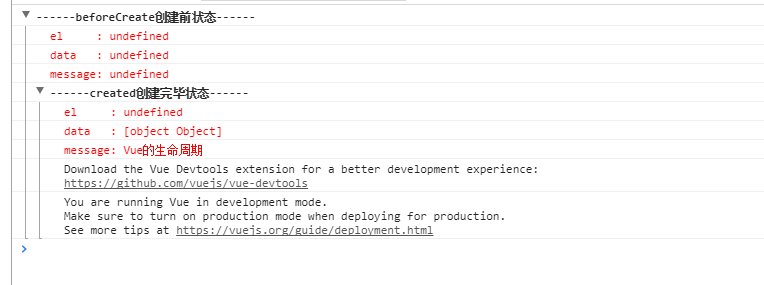 ------beforeCreate创建前状态------
el     : undefined
data   : undefined
message: undefined
------created创建完毕状态------
el     : undefined
data   : [object Object]
message: Vue的生命周期
Download the Vue Devtools extension for a better development experience:
https://github.com/vuejs/vue-devtools
You are running Vue in development mode.
Make sure to turn on production mode when deploying for production.
See more tips at https://vuejs.org/guide/deployment.html